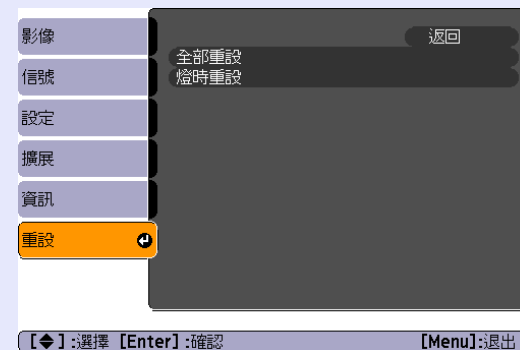 影像
信號
設定
擴展
資訊
重設
返回
全部重設
燈時重設
[◆] :選擇 [Enter] :確認 [Menu]:退出